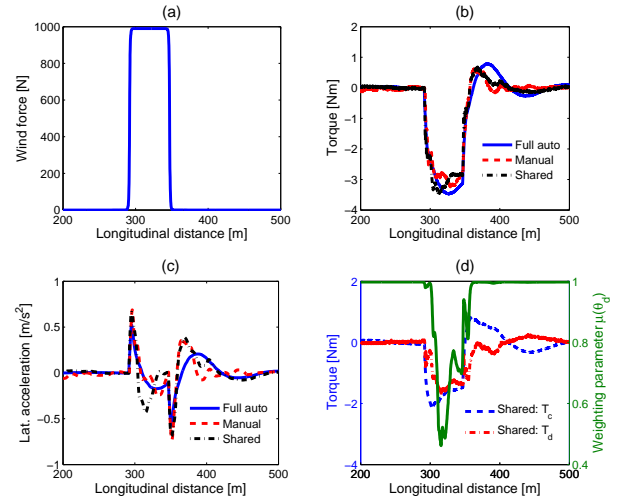 (a)
1000
800
600
400
200
0
Wind force [N]
200 300 400 500
Longitudinal distance [m]
(b)
2
1
0
−1
−2
−3
−4
Torque [Nm]
Full auto
Manual
Shared
200 300 400 500
Longitudinal distance [m]
(c)
1
0.5
0
−0.5
−1
Lat. acceleration [m/s²]
Full auto
Manual
Shared
200 300 400 500
Longitudinal distance [m]
(d)
2
0
−2
−4
Torque [Nm]
1
0.8
0.6
0.4
Weighting parameter μ(θ_d)
Shared: T_c
Shared: T_d
200 300 400 500
Longitudinal distance [m]